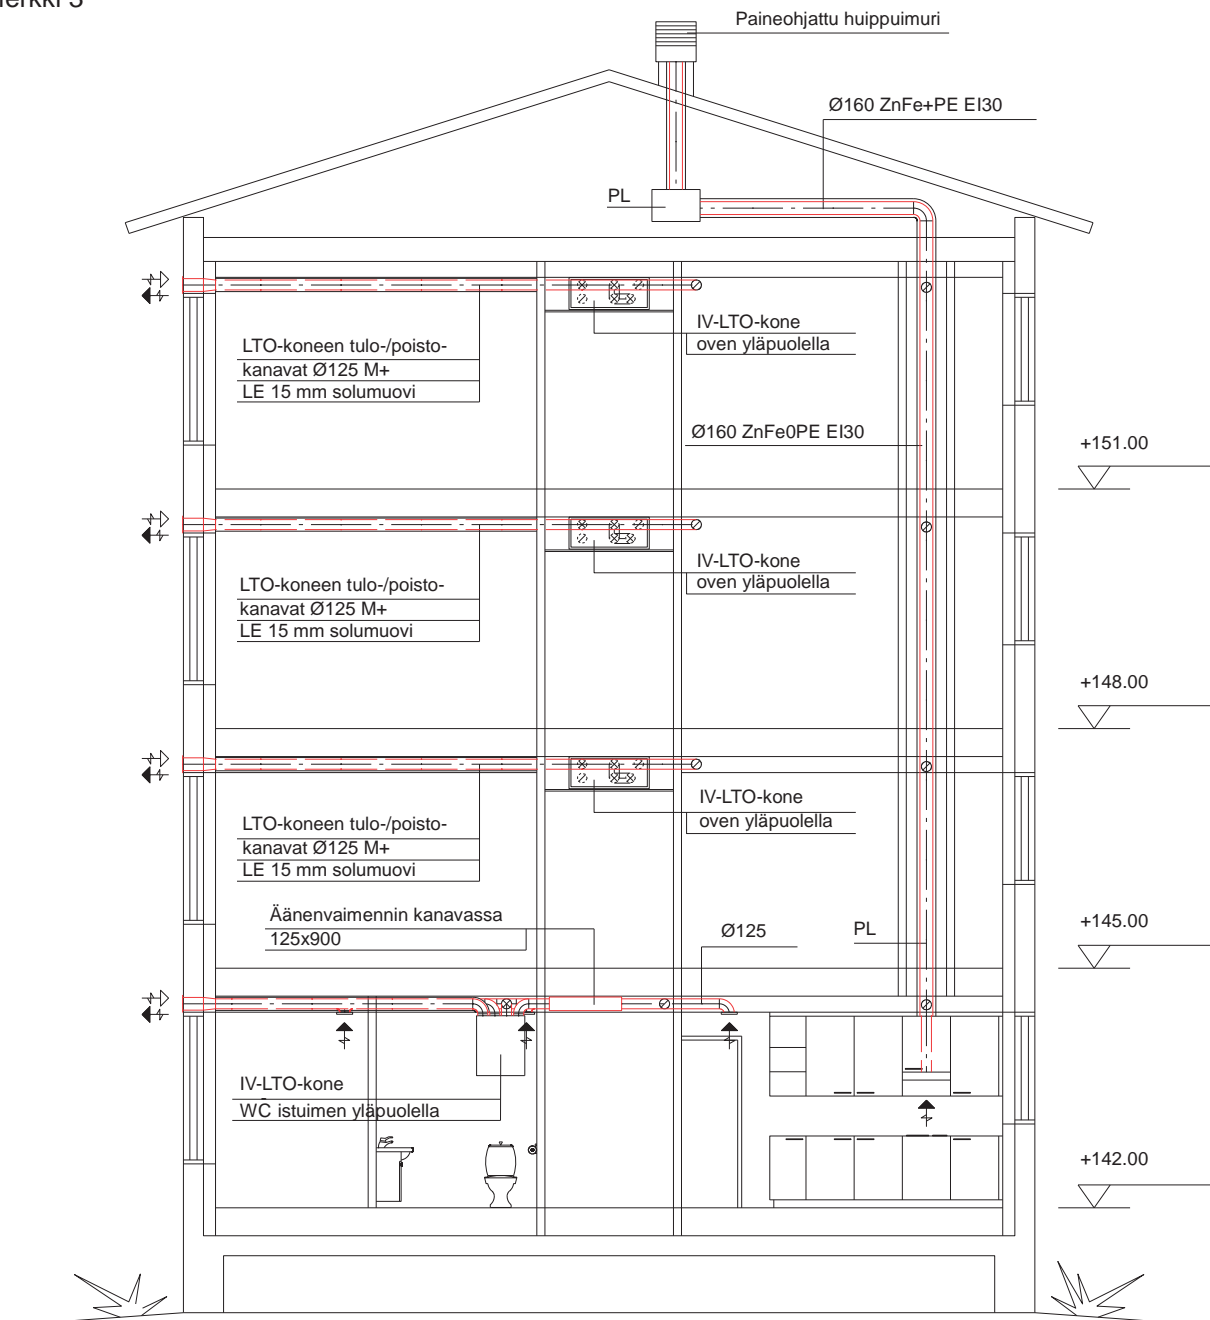 Paineohjattu huippuimuri
Ø160 ZnFe+PE EI30
PL
IV-LTO-kone
oven yläpuolella
LTO-koneen tulo-/poisto-
kanavat Ø125 M+
LE 15 mm solumuovi
Ø160 ZnFe0PE EI30
+151.00
IV-LTO-kone
oven yläpuolella
LTO-koneen tulo-/poisto-
kanavat Ø125 M+
LE 15 mm solumuovi
+148.00
IV-LTO-kone
oven yläpuolella
LTO-koneen tulo-/poisto-
kanavat Ø125 M+
LE 15 mm solumuovi
Äänenvaimennin kanavassa
125x900
Ø125
PL
+145.00
IV-LTO-kone
WC istuimen yläpuolella
+142.00